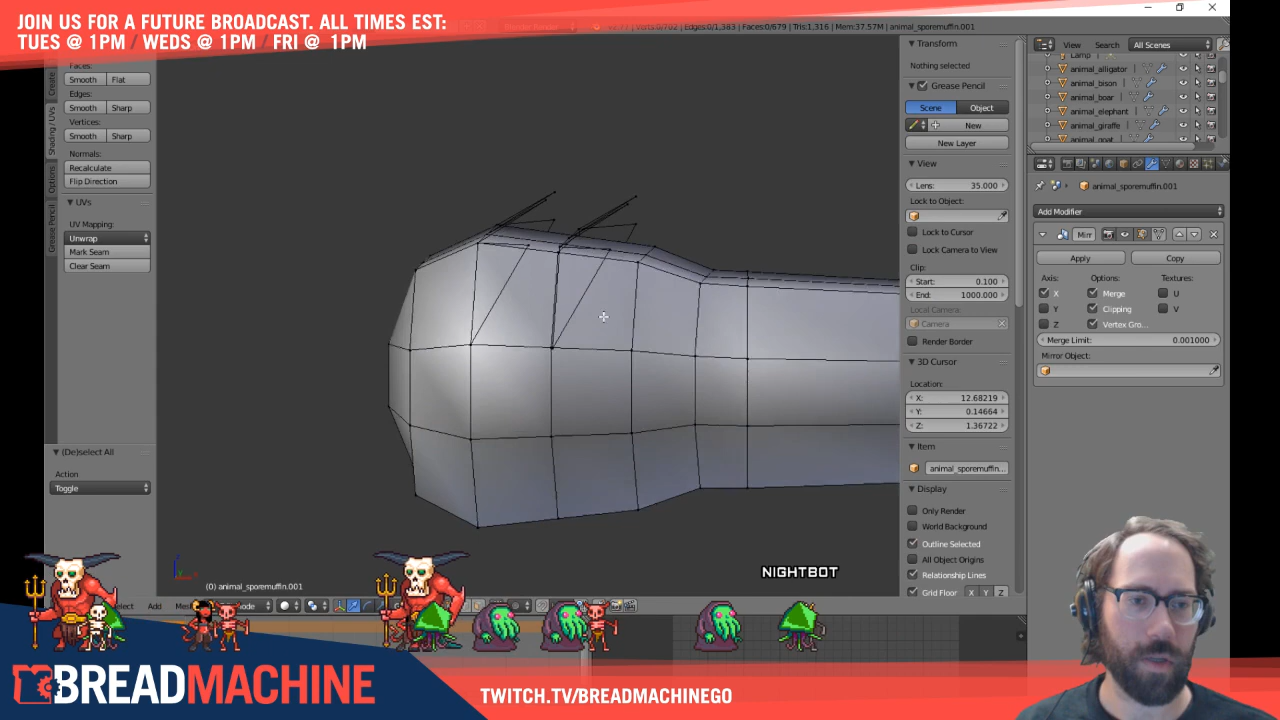 JOIN US FOR A FUTURE BROADCAST. ALL TIMES EST:
TUES @ 1PM / WEDS @ 1PM / FRI @ 1PM
Verts:0/702 | Edges:0/1,383 | Faces:0/679 | Tris:1,316 | Mem:37.57M | animal_sporemuffin.001
Create
Shading / UVs
Options
Grease Pencil
Faces:
Smooth Flat
Edges:
Smooth Sharp
Vertices:
Smooth Sharp
Normals:
Recalculate
Flip Direction
UVs
UV Mapping:
Unwrap
Mark Seam
Clear Seam
(De)select All
Action
Toggle
(0) animal_sporemuffin.001
Add
NIGHTBOT
Transform
Nothing selected
Grease Pencil
Scene Object
New
New Layer
View
Lens: 35.000
Lock to Object:
Lock to Cursor
Lock Camera to View
Clip:
Start: 0.100
End: 1000.000
Local Camera:
Camera
Render Border
3D Cursor
Location:
X: 12.68219
Y: 0.14664
Z: 1.36722
Item
animal_sporemuffin...
Display
Only Render
World Background
Outline Selected
All Object Origins
Relationship Lines
Grid Floor X Y Z
View Search All Scenes
Lamp
animal_alligator
animal_bison
animal_boar
animal_elephant
animal_giraffe
animal_goat
animal_sporemuffin.001
Add Modifier
Mirr
Apply Copy
Axis: Options: Textures:
X Merge U
Y Clipping V
Z Vertex Gro...
Merge Limit: 0.001000
Mirror Object:
BREADMACHINE
TWITCH.TV/BREADMACHINEGO